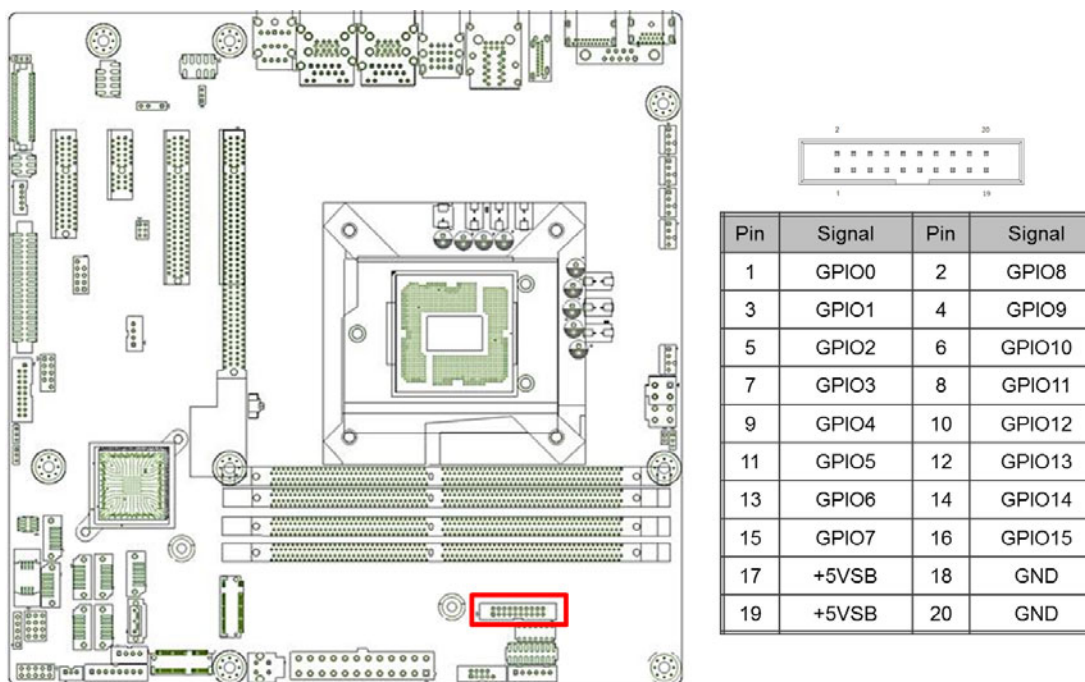 2 20
1 19
Pin Signal Pin Signal
1 GPIO0 2 GPIO8
3 GPIO1 4 GPIO9
5 GPIO2 6 GPIO10
7 GPIO3 8 GPIO11
9 GPIO4 10 GPIO12
11 GPIO5 12 GPIO13
13 GPIO6 14 GPIO14
15 GPIO7 16 GPIO15
17 +5VSB 18 GND
19 +5VSB 20 GND